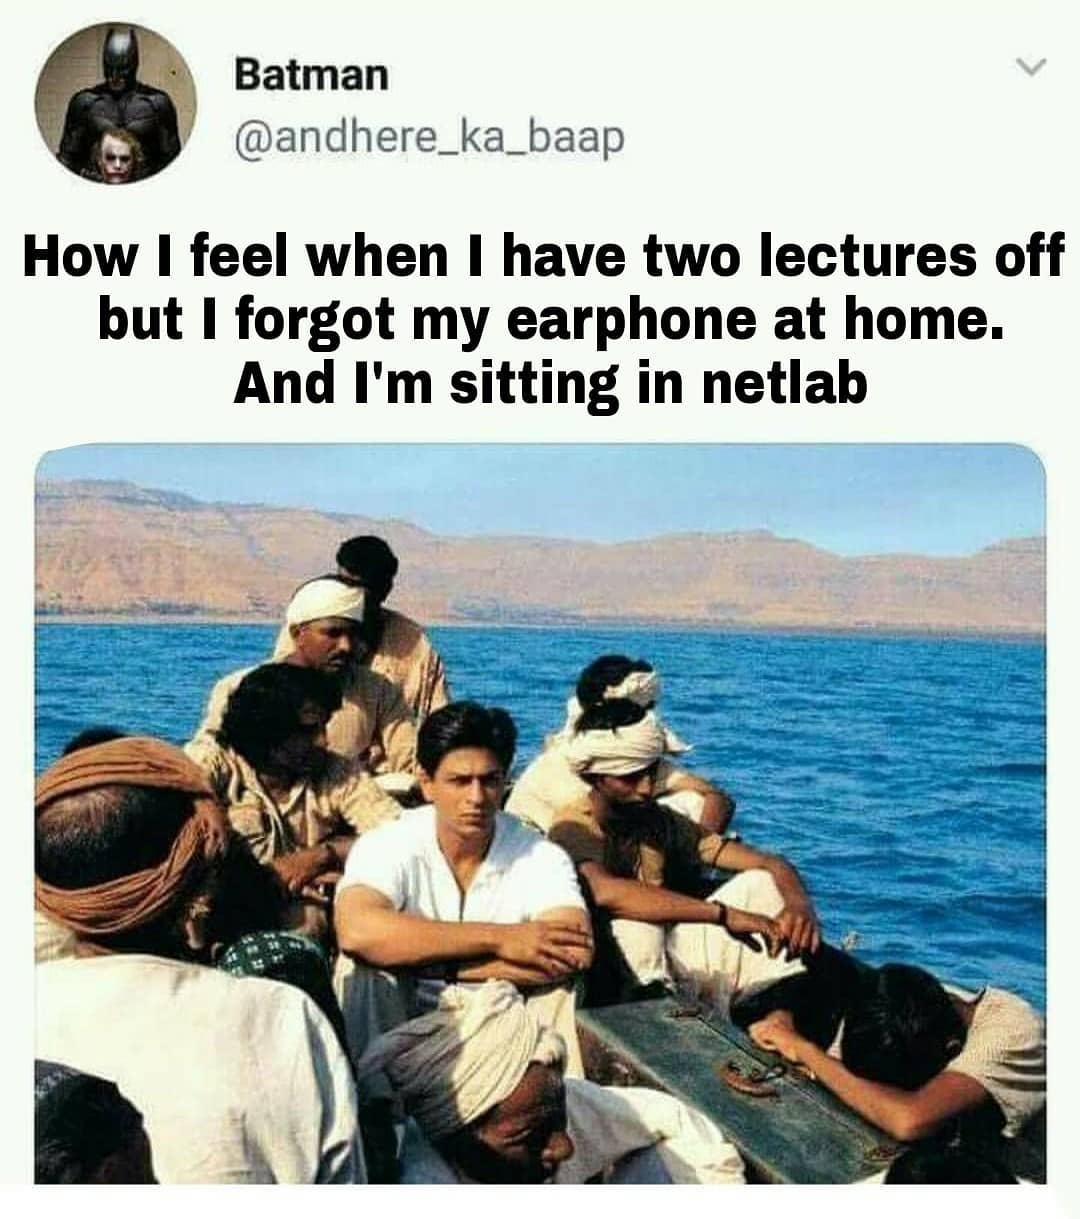 Batman
@andhere_ka_baap
How I feel when I have two lectures off
but I forgot my earphone at home.
And I'm sitting in netlab